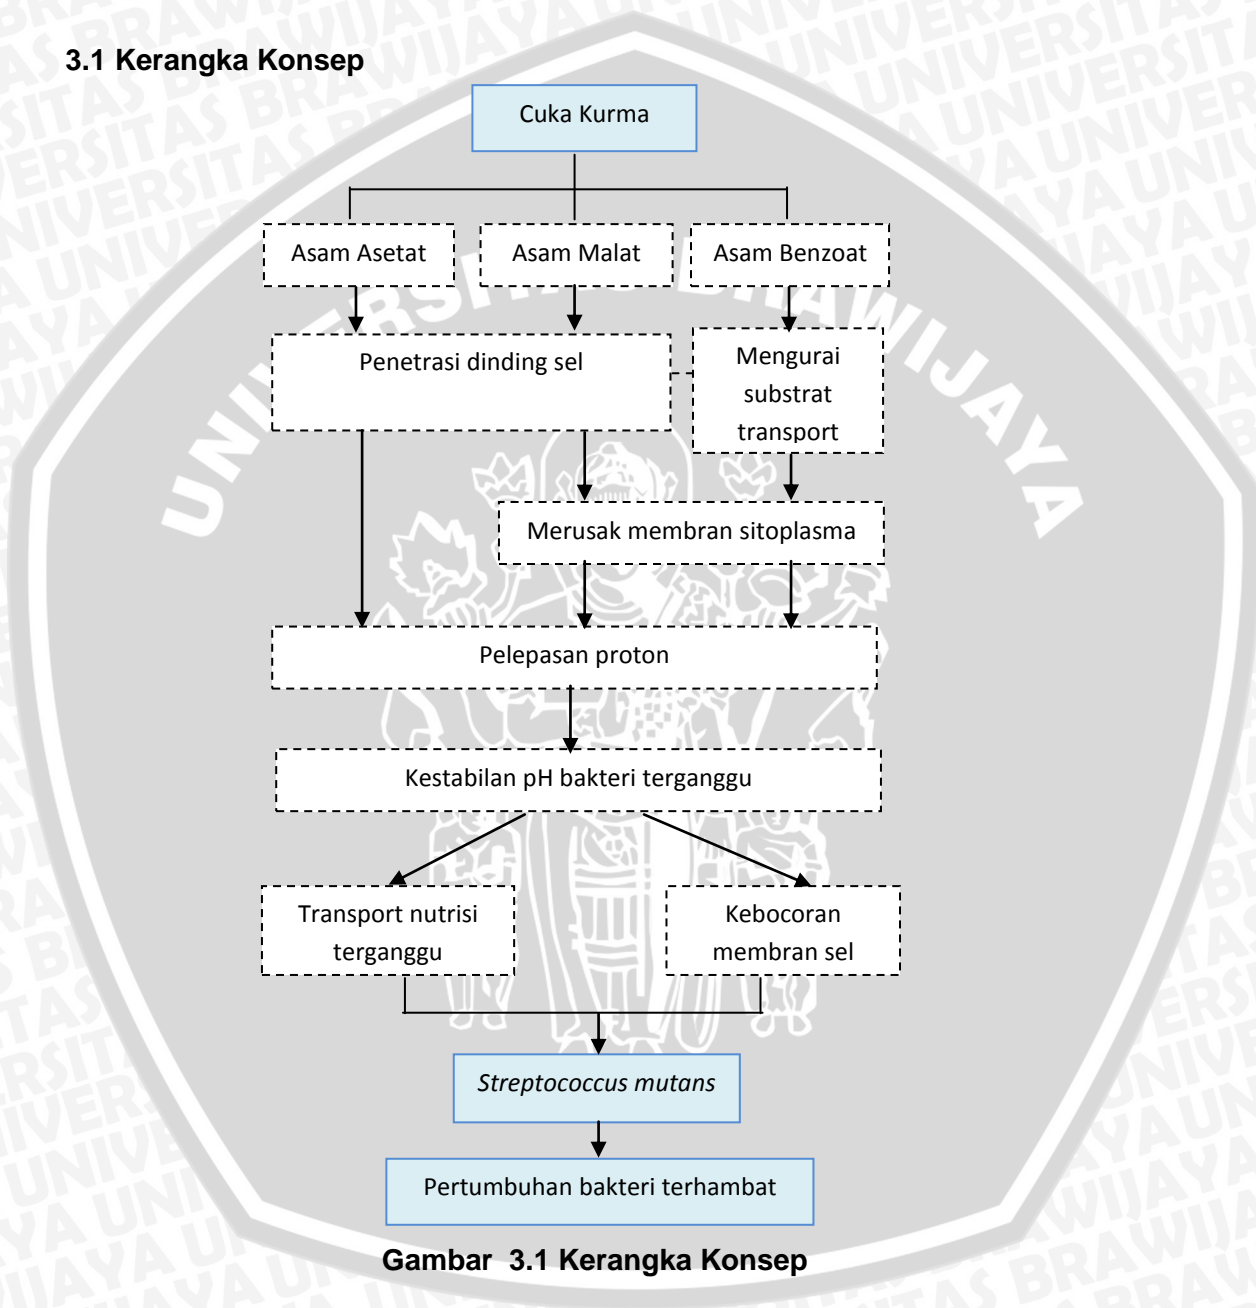 3.1 Kerangka Konsep
Cuka Kurma
Asam Asetat
Asam Malat
Asam Benzoat
Penetrasi dinding sel
Mengurai
substrat
transport
Merusak membran sitoplasma
Pelepasan proton
Kestabilan pH bakteri terganggu
Transport nutrisi
terganggu
Kebocoran
membran sel
Streptococcus mutans
Pertumbuhan bakteri terhambat
Gambar 3.1 Kerangka Konsep
UNIVERSITAS BRAWIJAYA